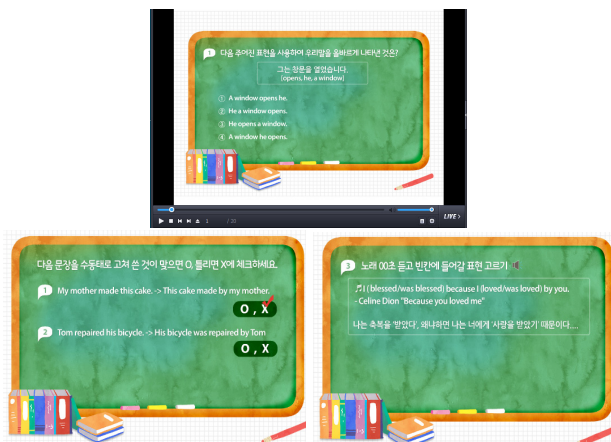 1 다음 주어진 표현을 사용하여 우리말을 올바르게 나타낸 것은?
그는 창문을 열었습니다.
[opens, he, a window]
① A window opens he.
② He a window opens.
③ He opens a window.
④ A window he opens.
1 / 20
LIVE >
다음 문장을 수동태로 고쳐 쓴 것이 맞으면 O, 틀리면 X에 체크하세요.
1 My mother made this cake. -> This cake made by my mother.
O , X
2 Tom repaired his bicycle. -> His bicycle was repaired by Tom
O , X
3 노래 00초 듣고 빈칸에 들어갈 표현 고르기
♬I ( blessed/was blessed) because I (loved/was loved) by you.
- Celine Dion "Because you loved me"
나는 축복을 '받았다', 왜냐하면 나는 너에게 '사랑을 받았기' 때문이다.....